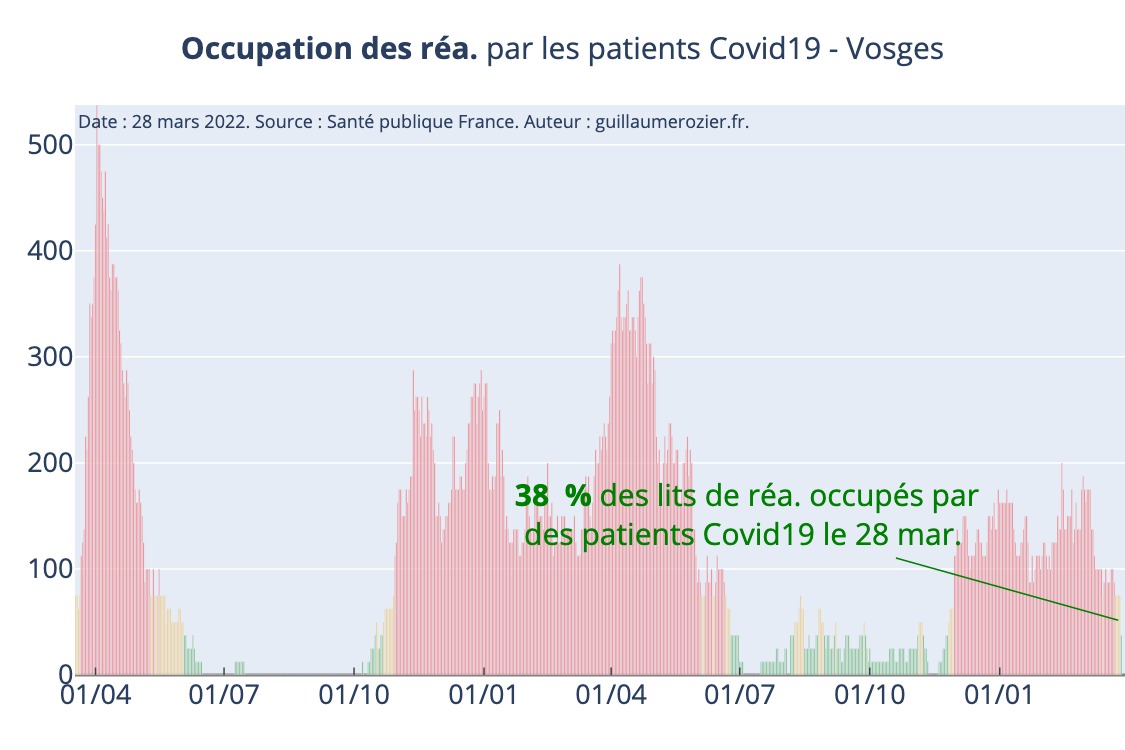 Occupation des réa. par les patients Covid19 - Vosges
Date : 28 mars 2022. Source : Santé publique France. Auteur : guillaumerozier.fr.
500
400
300
200
38 % des lits de réa. occupés par
des patients Covid19 le 28 mar.
100
0
01/04 01/07 01/10 01/01 01/04 01/07 01/10 01/01